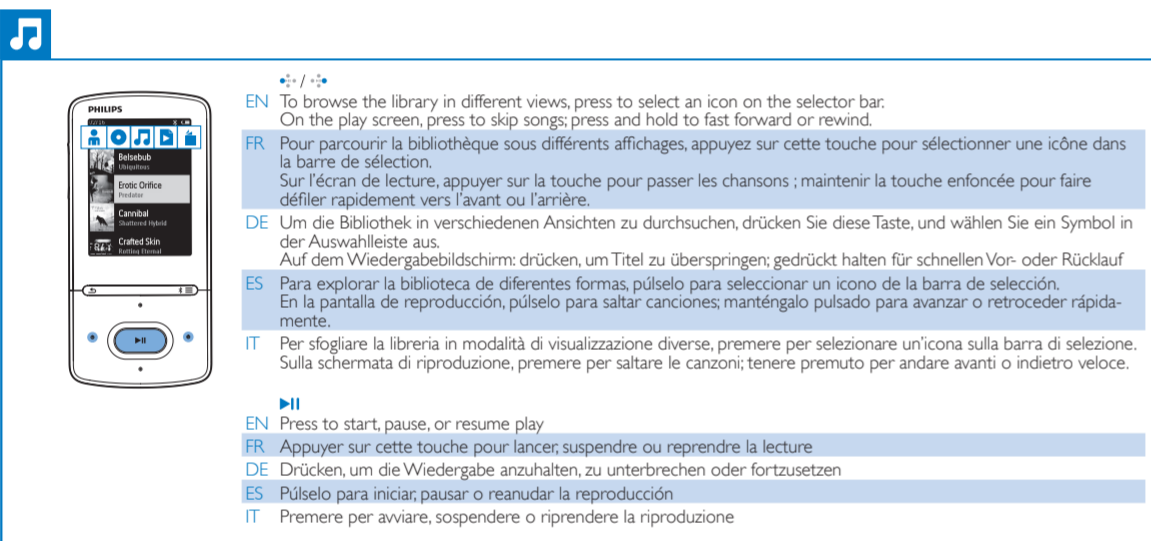 PHILIPS
Belsebub
Ubiquitous
Erotic Orifice
Predator
Cannibal
Shattered Hybrid
Crafted Skin
Rotting Eternal
/
EN To browse the library in different views, press to select an icon on the selector bar.
On the play screen, press to skip songs; press and hold to fast forward or rewind.
FR Pour parcourir la bibliothèque sous différents affichages, appuyez sur cette touche pour sélectionner une icône dans
la barre de sélection.
Sur l'écran de lecture, appuyer sur la touche pour passer les chansons ; maintenir la touche enfoncée pour faire
défiler rapidement vers l'avant ou l'arrière.
DE Um die Bibliothek in verschiedenen Ansichten zu durchsuchen, drücken Sie diese Taste, und wählen Sie ein Symbol in
der Auswahlleiste aus.
Auf dem Wiedergabebildschirm: drücken, um Titel zu überspringen; gedrückt halten für schnellen Vor- oder Rücklauf
ES Para explorar la biblioteca de diferentes formas, púlselo para seleccionar un icono de la barra de selección.
En la pantalla de reproducción, púlselo para saltar canciones; manténgalo pulsado para avanzar o retroceder rápida-
mente.
IT Per sfogliare la libreria in modalità di visualizzazione diverse, premere per selezionare un'icona sulla barra di selezione.
Sulla schermata di riproduzione, premere per saltare le canzoni; tenere premuto per andare avanti o indietro veloce.
EN Press to start, pause, or resume play
FR Appuyer sur cette touche pour lancer, suspendre ou reprendre la lecture
DE Drücken, um die Wiedergabe anzuhalten, zu unterbrechen oder fortzusetzen
ES Púlselo para iniciar, pausar o reanudar la reproducción
IT Premere per avviare, sospendere o riprendere la riproduzione